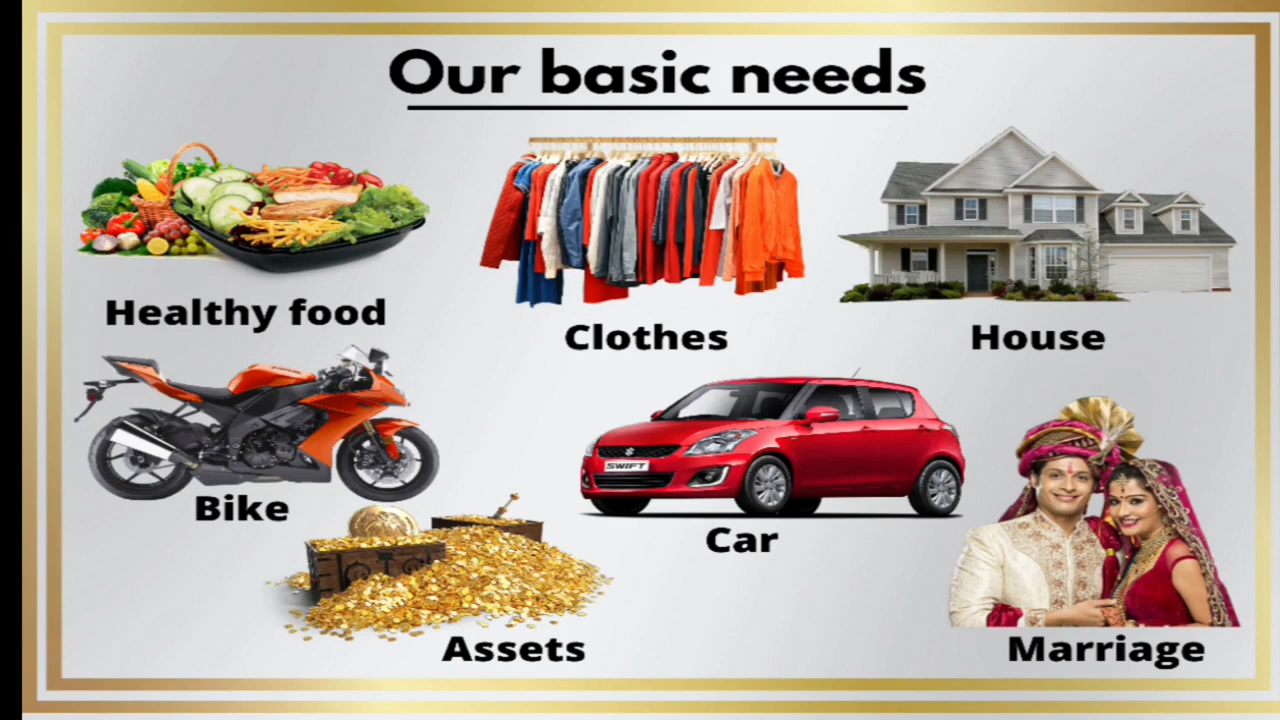 Our basic needs
Healthy food
Clothes
House
Bike
SWIFT
Car
Assets
Marriage